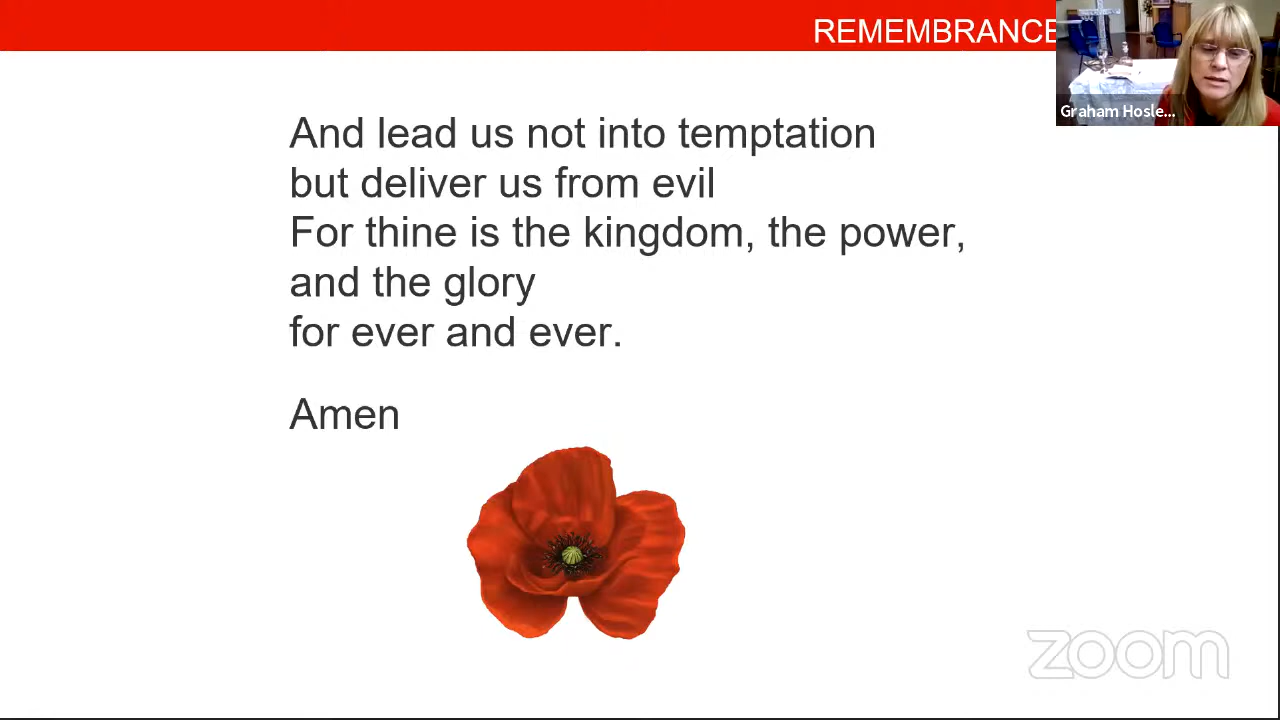 REMEMBRANCE
Graham Hosle...
And lead us not into temptation
but deliver us from evil
For thine is the kingdom, the power,
and the glory
for ever and ever.
Amen
zoom